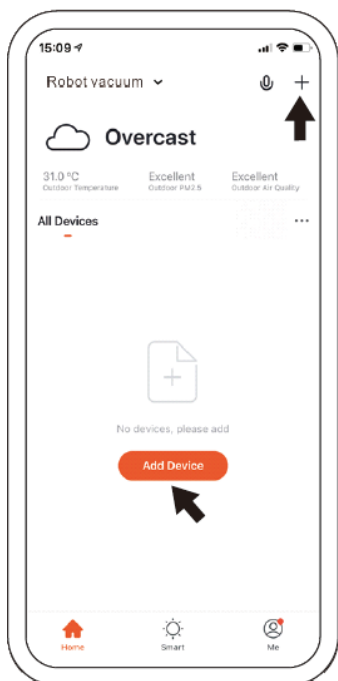 15:09
Robot vacuum
Overcast
31.0 °C Excellent Excellent
Outdoor Temperature Outdoor PM2.5 Outdoor Air Quality
All Devices
No devices, please add
Add Device
Home Smart Me